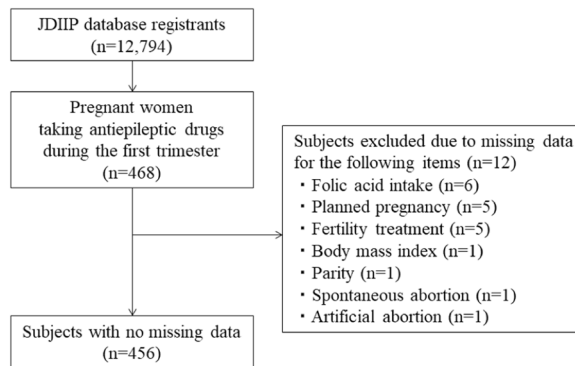 JDIIP database registrants
(n=12,794)
Pregnant women
taking antiepileptic drugs
during the first trimester
(n=468)
Subjects excluded due to missing data
for the following items (n=12)
・Folic acid intake (n=6)
・Planned pregnancy (n=5)
・Fertility treatment (n=5)
・Body mass index (n=1)
・Parity (n=1)
・Spontaneous abortion (n=1)
・Artificial abortion (n=1)
Subjects with no missing data
(n=456)